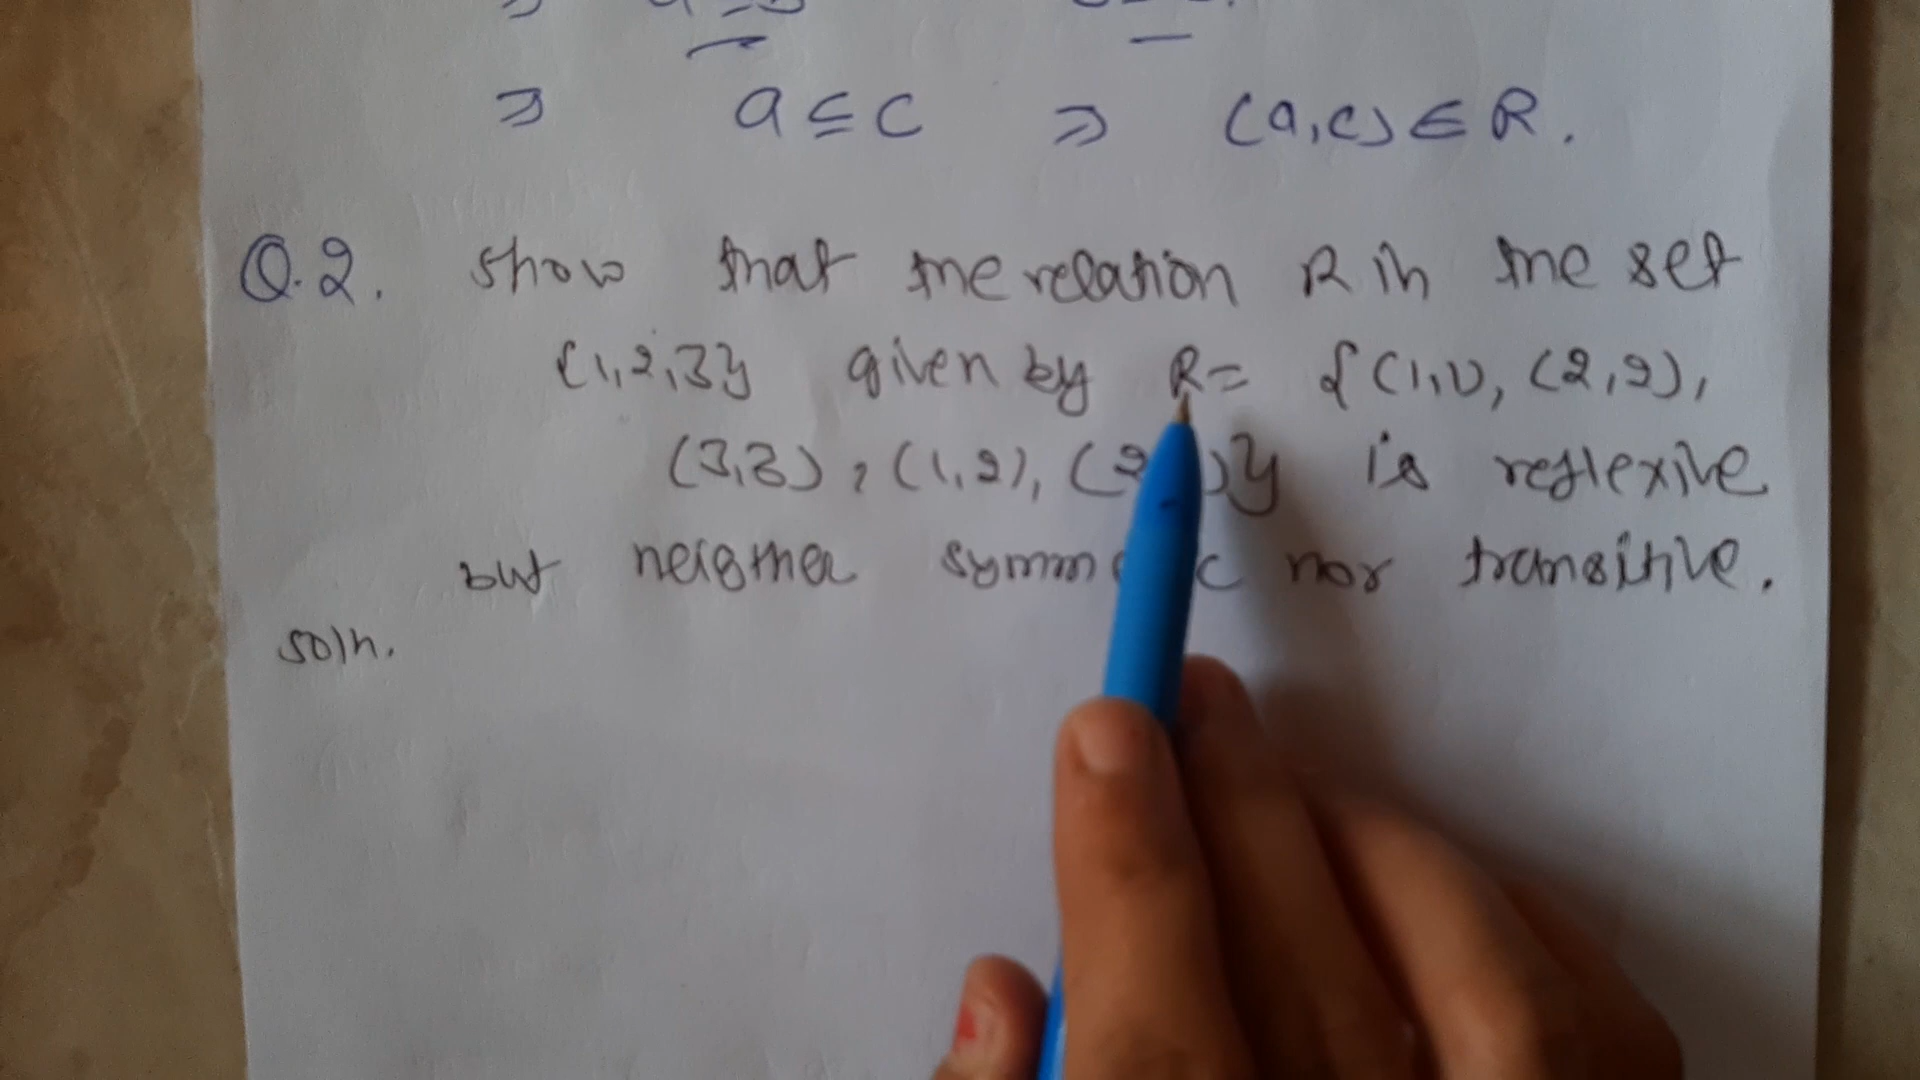 ⇒ a ≤ c ⇒ (a,c) ∈ R.
Q.2. show that the relation R in the set
{1,2,3} given by R = {(1,1), (2,2),
(3,3), (1,2), (2 )} is reflexive
but neither symm c nor transitive.
soln.